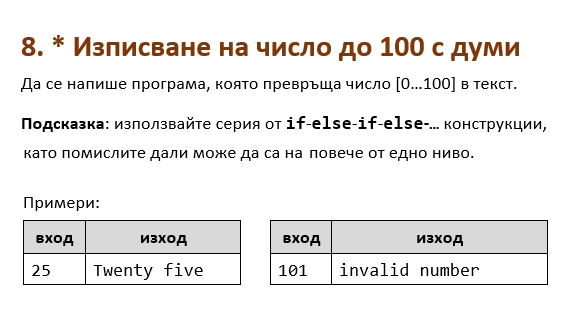 8. * Изписване на число до 100 с думи
Да се напише програма, която превръща число [0…100] в текст.
Подсказка: използвайте серия от if-else-if-else-… конструкции,
като помислите дали може да са на повече от едно ниво.
Примери:
вход изход вход изход
25 Twenty five 101 invalid number